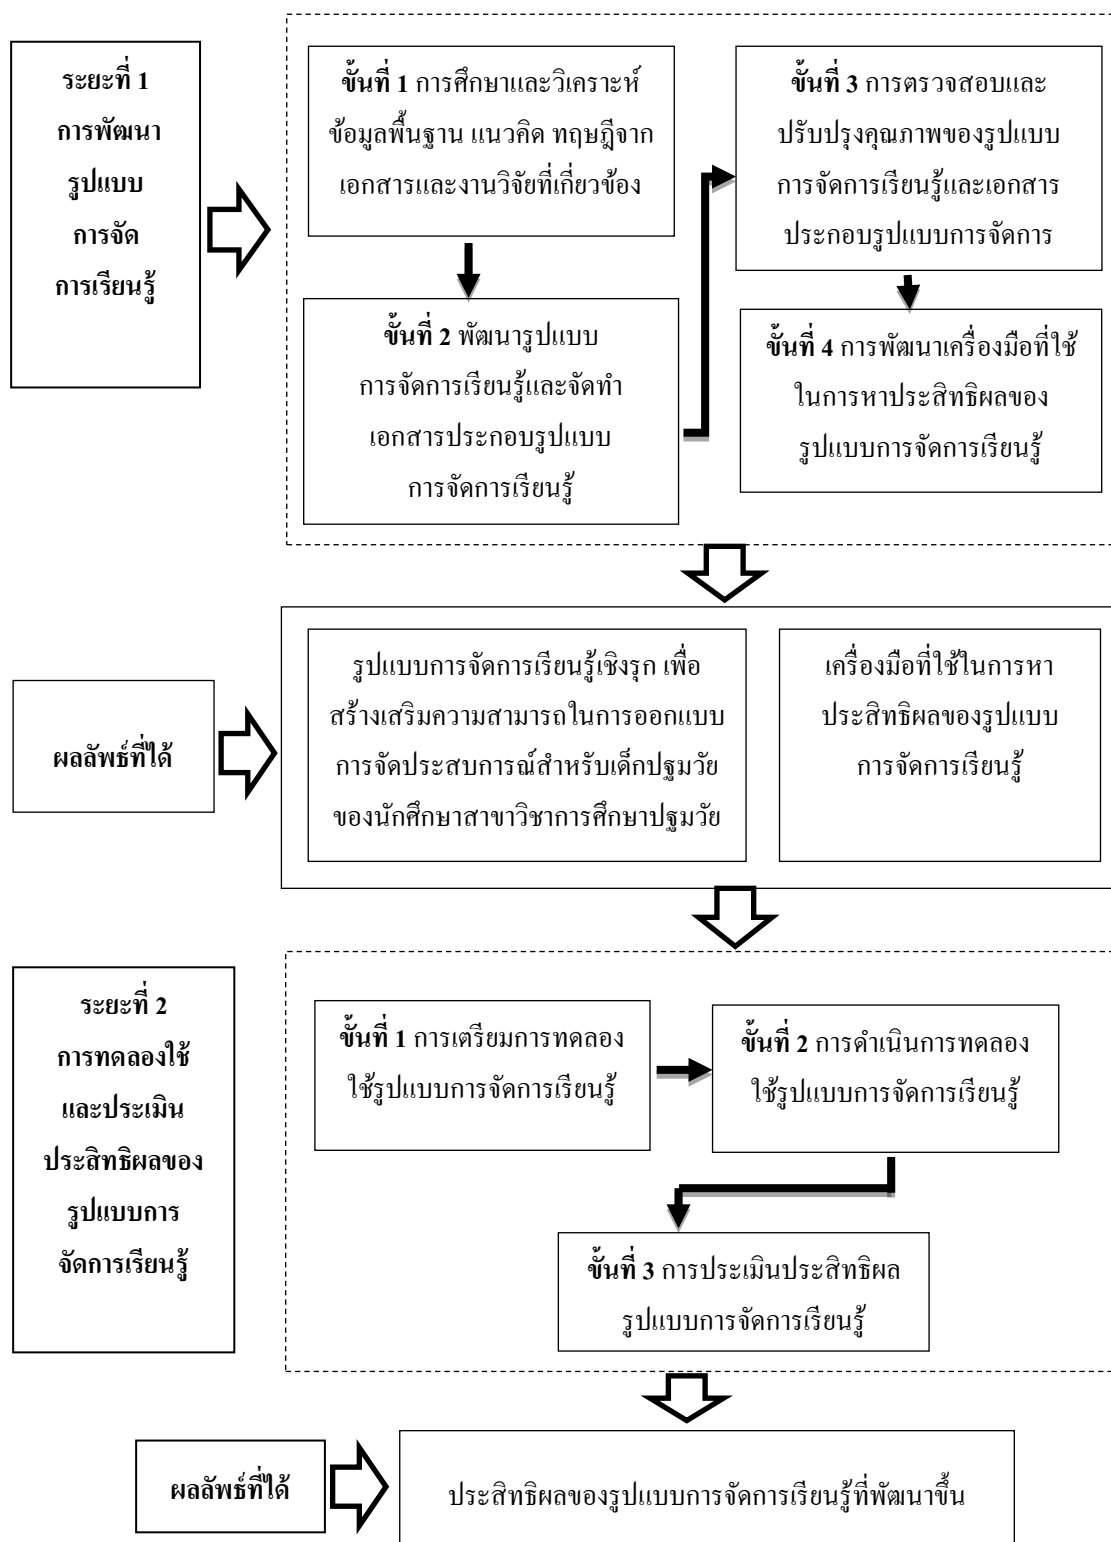 ระยะที่ 1
การพัฒนา
รูปแบบ
การจัด
การเรียนรู้
ขั้นที่ 1 การศึกษาและวิเคราะห์
ข้อมูลพื้นฐาน แนวคิด ทฤษฎีจาก
เอกสารและงานวิจัยที่เกี่ยวข้อง
ขั้นที่ 2 พัฒนารูปแบบ
การจัดการเรียนรู้และจัดทำ
เอกสารประกอบรูปแบบ
การจัดการเรียนรู้
ขั้นที่ 3 การตรวจสอบและ
ปรับปรุงคุณภาพของรูปแบบ
การจัดการเรียนรู้และเอกสาร
ประกอบรูปแบบการจัดการ
ขั้นที่ 4 การพัฒนาเครื่องมือที่ใช้
ในการหาประสิทธิผลของ
รูปแบบการจัดการเรียนรู้
ผลลัพธ์ที่ได้
รูปแบบการจัดการเรียนรู้เชิงรุก เพื่อ
สร้างเสริมความสามารถในการออกแบบ
การจัดประสบการณ์สำหรับเด็กปฐมวัย
ของนักศึกษาสาขาวิชาการศึกษาปฐมวัย
เครื่องมือที่ใช้ในการหา
ประสิทธิผลของรูปแบบ
การจัดการเรียนรู้
ระยะที่ 2
การทดลองใช้
และประเมิน
ประสิทธิผลของ
รูปแบบการ
จัดการเรียนรู้
ขั้นที่ 1 การเตรียมการทดลอง
ใช้รูปแบบการจัดการเรียนรู้
ขั้นที่ 2 การดำเนินการทดลอง
ใช้รูปแบบการจัดการเรียนรู้
ขั้นที่ 3 การประเมินประสิทธิผล
รูปแบบการจัดการเรียนรู้
ผลลัพธ์ที่ได้
ประสิทธิผลของรูปแบบการจัดการเรียนรู้ที่พัฒนาขึ้น